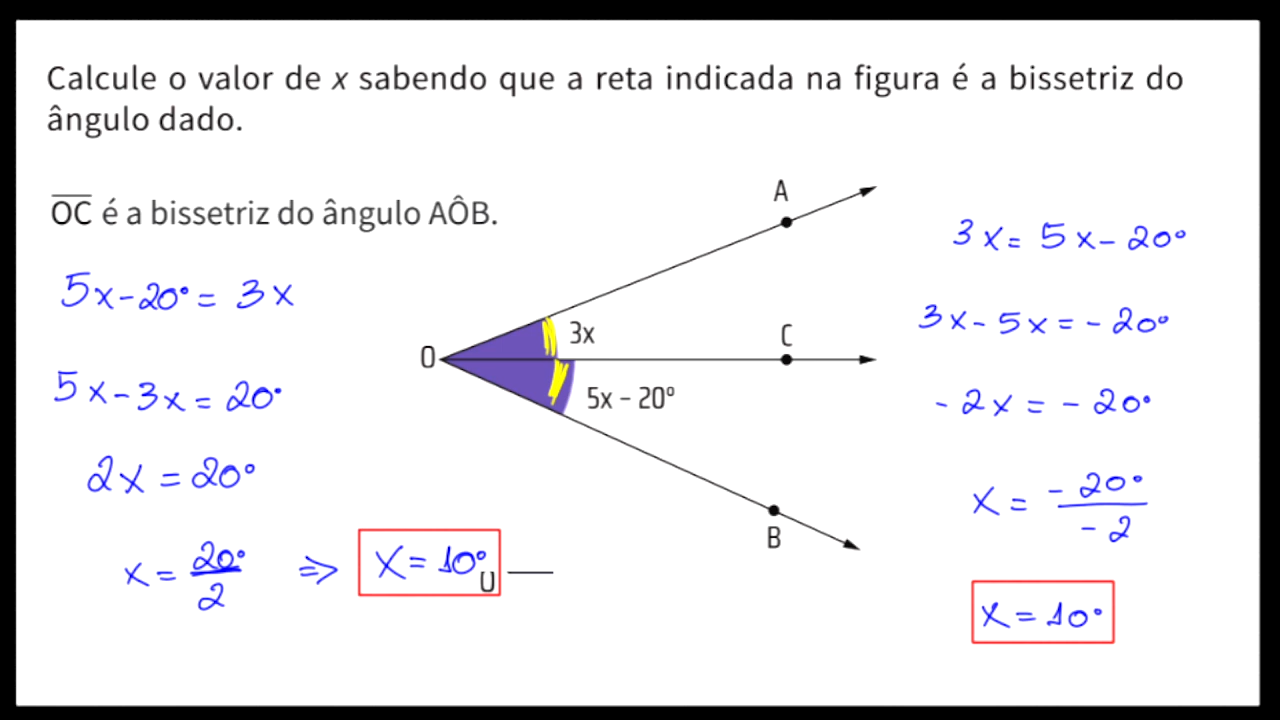 Calcule o valor de x sabendo que a reta indicada na figura é a bissetriz do
ângulo dado.
OC é a bissetriz do ângulo AÔB.
5x-20° = 3x
5x-3x = 20°
2x = 20°
x = 20°/2 => x = 10°
U
A
O
3x
C
5x – 20º
B
3x = 5x - 20°
3x - 5x = - 20°
- 2x = - 20°
x = - 20°/- 2
x = 10°